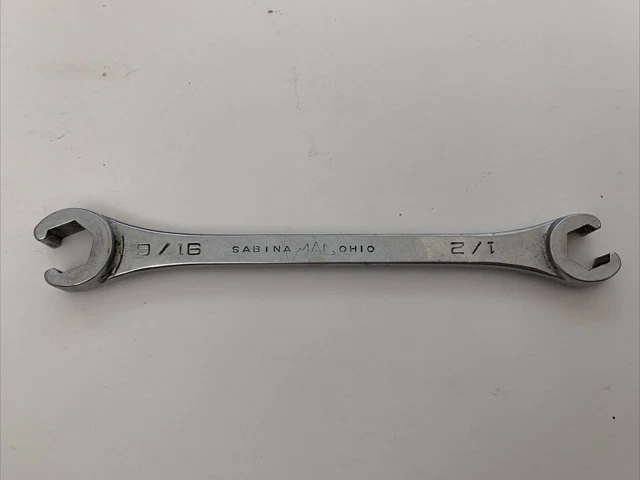 9/16 SABINA MAC OHIO 1/2